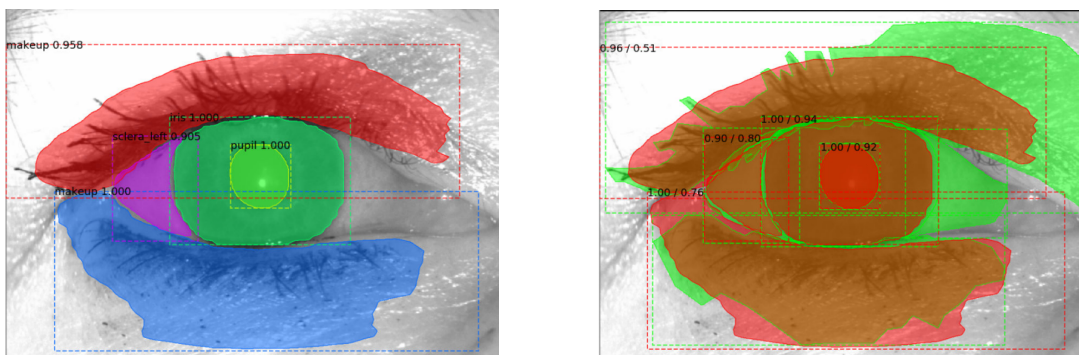 makeup 0.958
iris 1.000
sclera_left 0.905
pupil 1.000
makeup 1.000
0.96 / 0.51
1.00 / 0.94
0.90 / 0.80
1.00 / 0.92
1.00 / 0.76